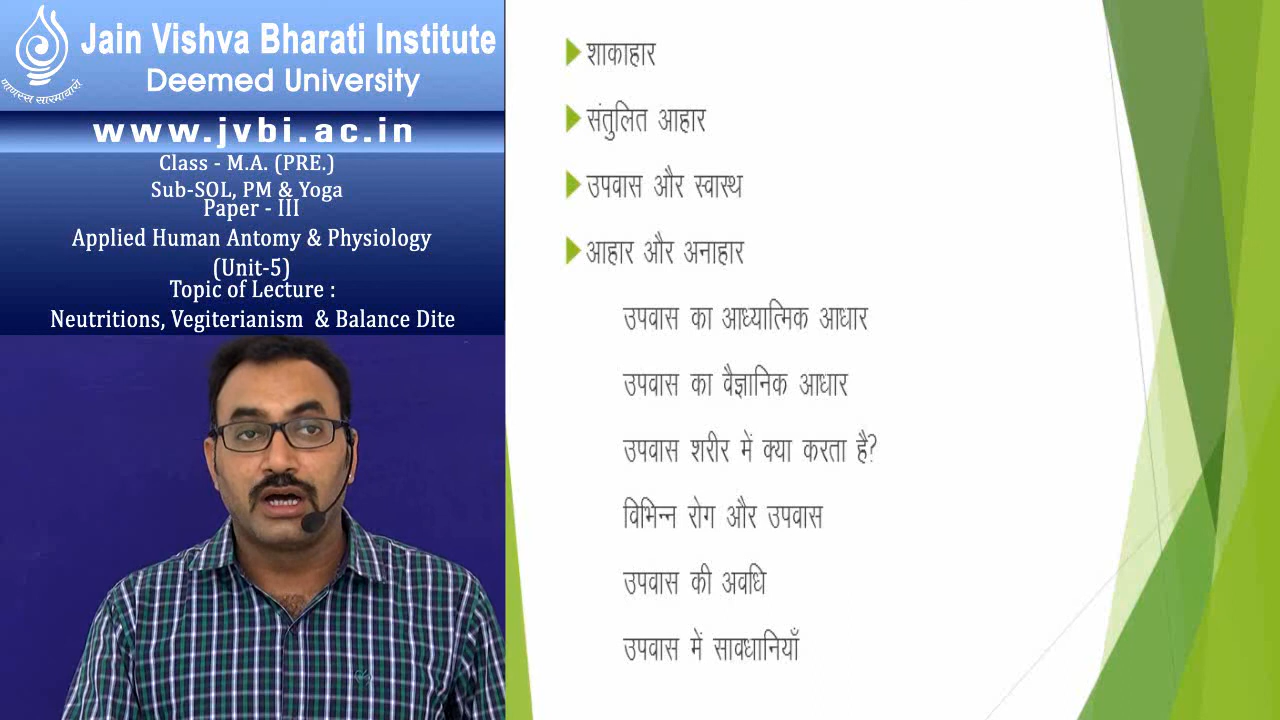 Jain Vishva Bharati Institute
Deemed University
www.jvbi.ac.in
Class - M.A. (PRE.)
Sub-SOL, PM & Yoga
Paper - III
Applied Human Antomy & Physiology
(Unit-5)
Topic of Lecture :
Neutritions, Vegiterianism & Balance Dite
शाकाहार
संतुलित आहार
उपवास और स्वास्थ
आहार और अनाहार
उपवास का आध्यात्मिक आधार
उपवास का वैज्ञानिक आधार
उपवास शरीर में क्या करता है?
विभिन्न रोग और उपवास
उपवास की अवधि
उपवास में सावधानियाँ